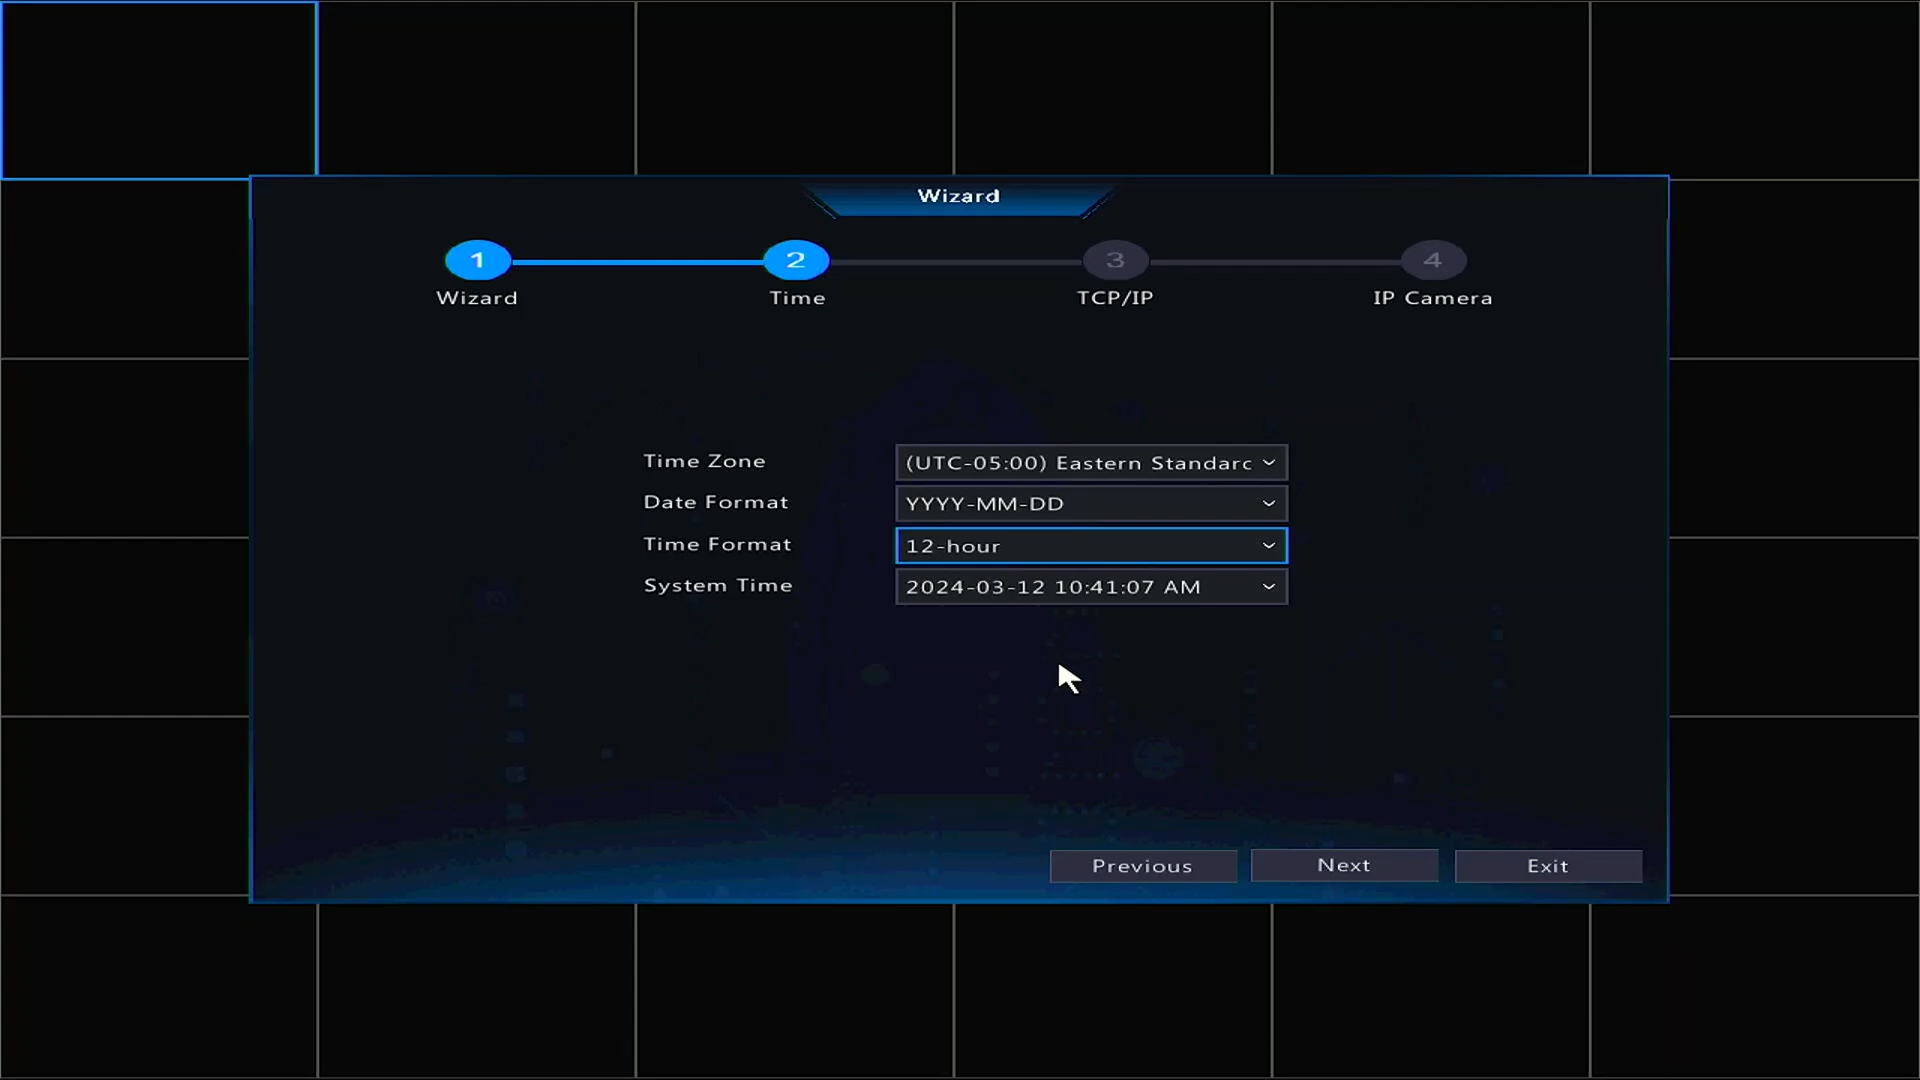 Wizard
1 2 3 4
Wizard Time TCP/IP IP Camera
Time Zone (UTC-05:00) Eastern Standarc
Date Format YYYY-MM-DD
Time Format 12-hour
System Time 2024-03-12 10:41:07 AM
Previous Next Exit